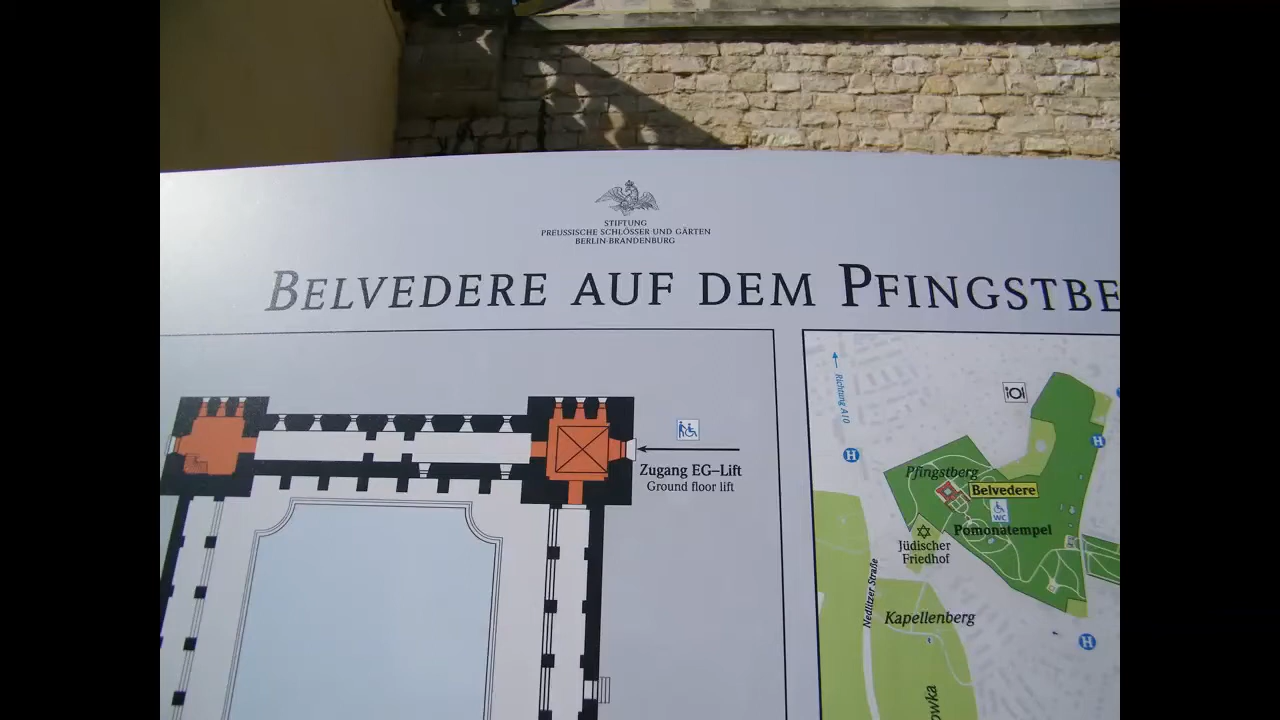 STIFTUNG
PREUSSISCHE SCHLÖSSER UND GÄRTEN
BERLIN-BRANDENBURG
BELVEDERE AUF DEM PFINGSTBE
Zugang EG–Lift
Ground floor lift
Richtung A10
H
H
Pfingstberg
Belvedere
WC
Pomonatempel
Jüdischer
Friedhof
Nedlitzer Straße
Kapellenberg
H
owka